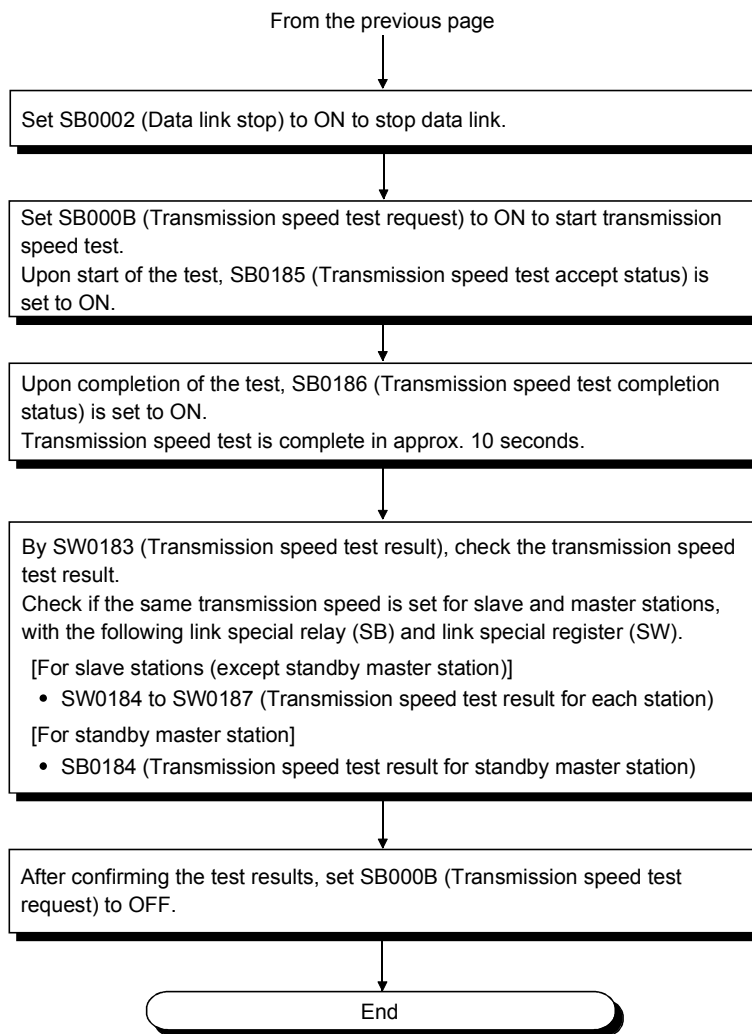 From the previous page
Set SB0002 (Data link stop) to ON to stop data link.
Set SB000B (Transmission speed test request) to ON to start transmission
speed test.
Upon start of the test, SB0185 (Transmission speed test accept status) is
set to ON.
Upon completion of the test, SB0186 (Transmission speed test completion
status) is set to ON.
Transmission speed test is complete in approx. 10 seconds.
By SW0183 (Transmission speed test result), check the transmission speed
test result.
Check if the same transmission speed is set for slave and master stations,
with the following link special relay (SB) and link special register (SW).
[For slave stations (except standby master station)]
• SW0184 to SW0187 (Transmission speed test result for each station)
[For standby master station]
• SB0184 (Transmission speed test result for standby master station)
After confirming the test results, set SB000B (Transmission speed test
request) to OFF.
End